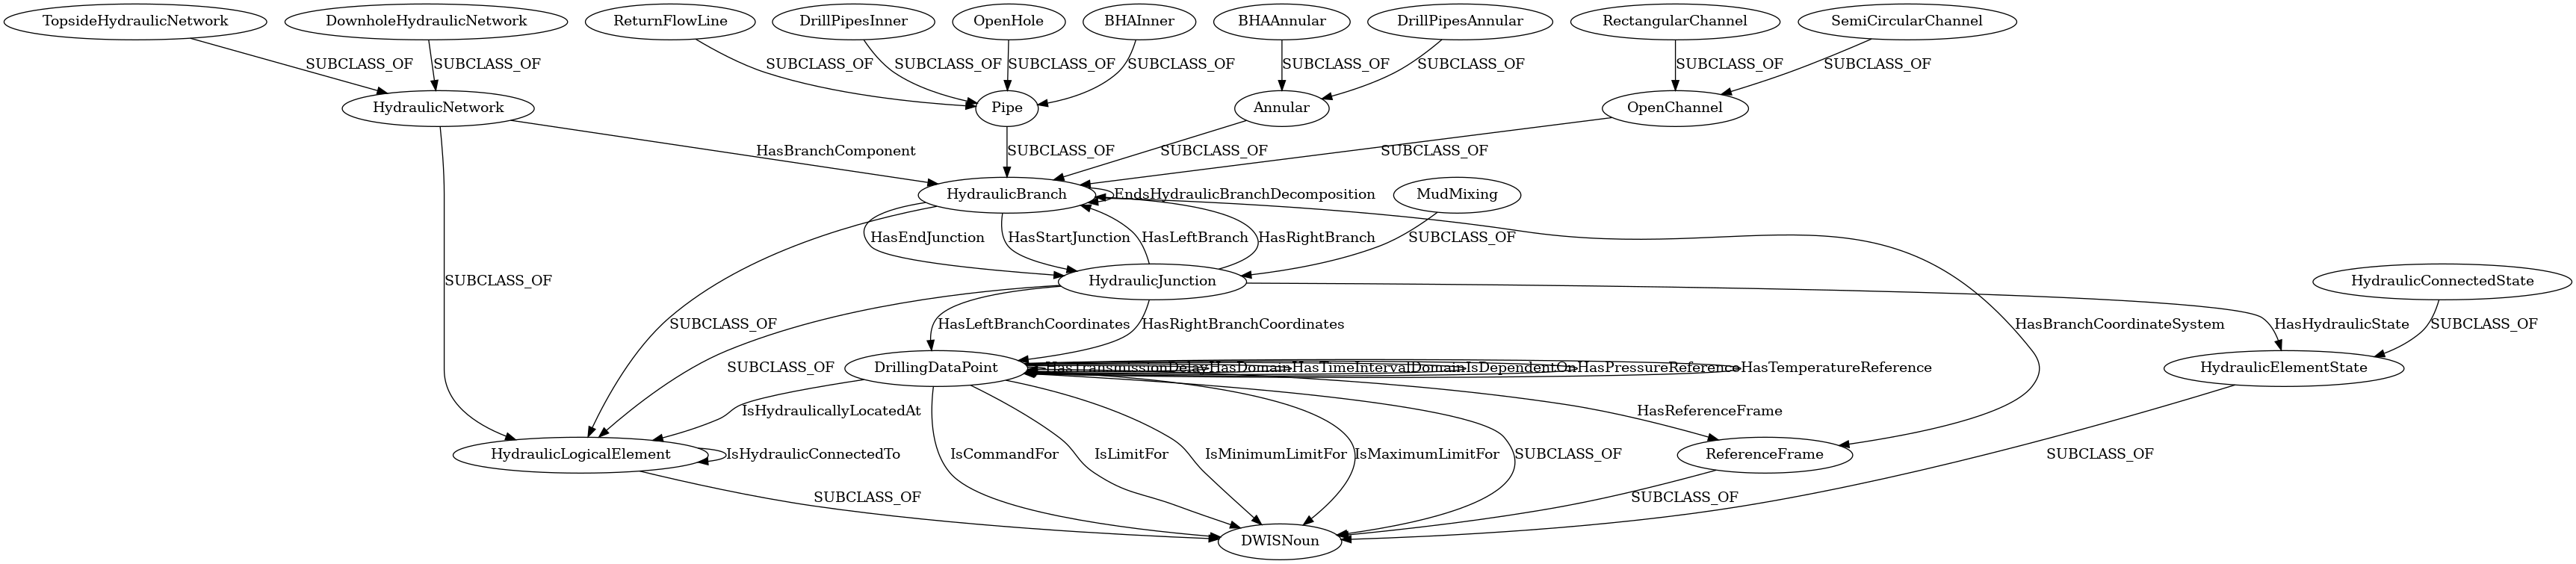 TopsideHydraulicNetwork DownholeHydraulicNetwork ReturnFlowLine DrillPipesInner OpenHole BHAInner BHAAnnular DrillPipesAnnular RectangularChannel SemiCircularChannel
SUBCLASS_OF SUBCLASS_OF SUBCLASS_OF SUBCLASS_OF SUBCLASS_OF SUBCLASS_OF SUBCLASS_OF SUBCLASS_OF SUBCLASS_OF SUBCLASS_OF
HydraulicNetwork Pipe Annular OpenChannel
HasBranchComponent SUBCLASS_OF SUBCLASS_OF SUBCLASS_OF
HydraulicBranch EndsHydraulicBranchDecomposition MudMixing
HasEndJunction HasStartJunction HasLeftBranch HasRightBranch SUBCLASS_OF
SUBCLASS_OF HydraulicJunction HydraulicConnectedState
SUBCLASS_OF HasLeftBranchCoordinates HasRightBranchCoordinates HasBranchCoordinateSystem HasHydraulicState SUBCLASS_OF
SUBCLASS_OF DrillingDataPoint HasTransmissionDelay HasDomain HasTimeIntervalDomain IsDependentOn HasPressureReference HasTemperatureReference HydraulicElementState
IsHydraulicallyLocatedAt HasReferenceFrame
HydraulicLogicalElement IsHydraulicConnectedTo IsCommandFor IsLimitFor IsMinimumLimitFor IsMaximumLimitFor SUBCLASS_OF ReferenceFrame SUBCLASS_OF
SUBCLASS_OF SUBCLASS_OF
DWISNoun